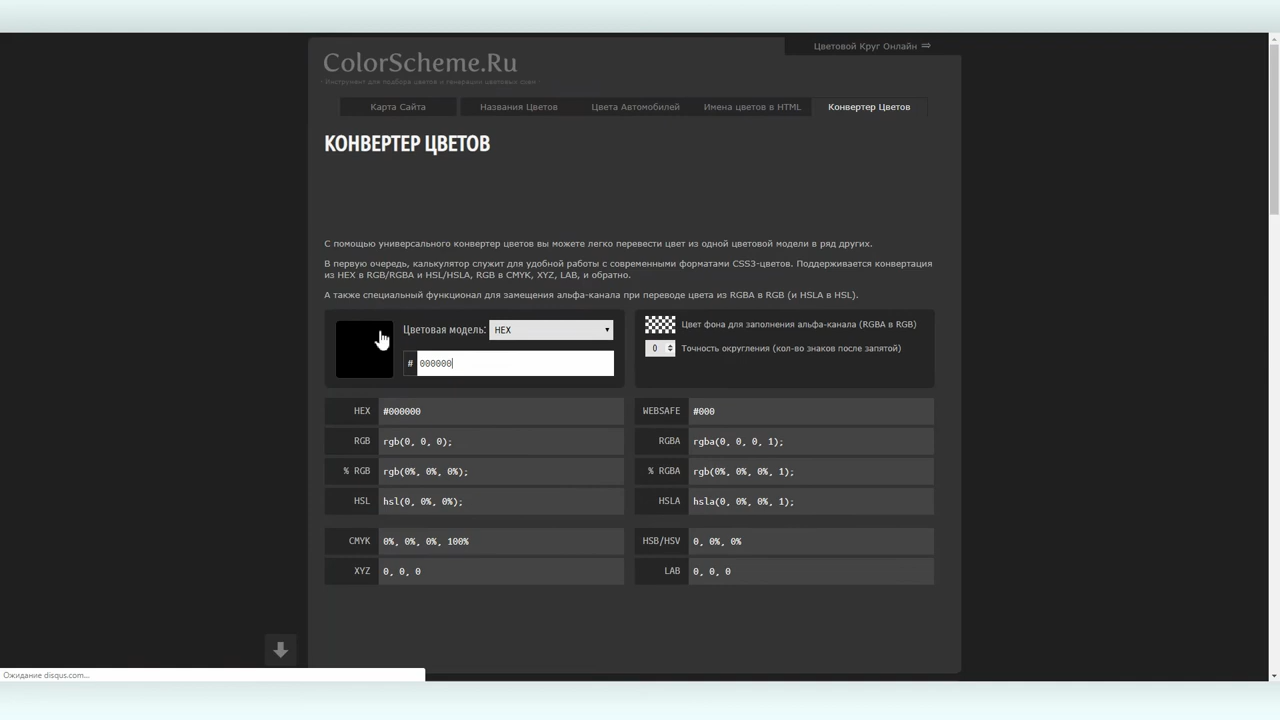 Цветовой Круг Онлайн ⇒
ColorScheme.Ru
Инструмент для подбора цветов и генерации цветовых схем
Карта Сайта
Названия Цветов
Цвета Автомобилей
Имена цветов в HTML
Конвертер Цветов
КОНВЕРТЕР ЦВЕТОВ
С помощью универсального конвертер цветов вы можете легко перевести цвет из одной цветовой модели в ряд других.
В первую очередь, калькулятор служит для удобной работы с современными форматами CSS3-цветов. Поддерживается конвертация
из HEX в RGB/RGBA и HSL/HSLA, RGB в CMYK, XYZ, LAB, и обратно.
А также специальный функционал для замещения альфа-канала при переводе цвета из RGBA в RGB (и HSLA в HSL).
Цветовая модель: HEX
# 000000
Цвет фона для заполнения альфа-канала (RGBA в RGB)
0 Точность округления (кол-во знаков после запятой)
HEX #000000
WEBSAFE #000
RGB rgb(0, 0, 0);
RGBA rgba(0, 0, 0, 1);
% RGB rgb(0%, 0%, 0%);
% RGBA rgb(0%, 0%, 0%, 1);
HSL hsl(0, 0%, 0%);
HSLA hsla(0, 0%, 0%, 1);
CMYK 0%, 0%, 0%, 100%
HSB/HSV 0, 0%, 0%
XYZ 0, 0, 0
LAB 0, 0, 0
Ожидание disqus.com...